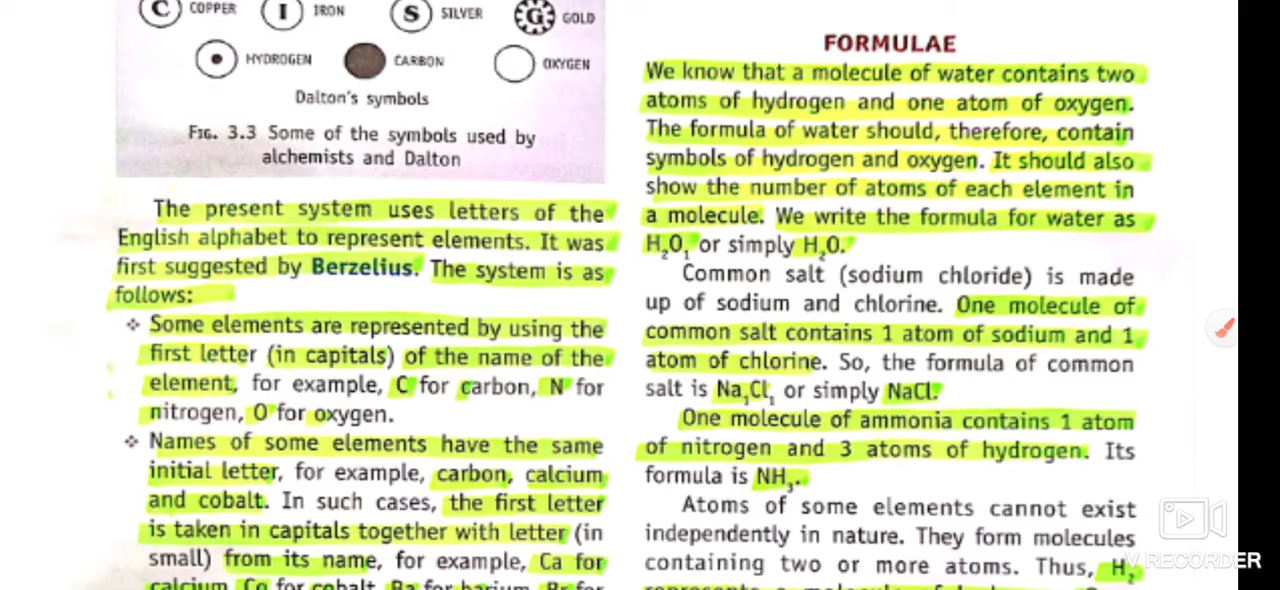 COPPER
IRON
SILVER
GOLD
C
I
S
G
HYDROGEN
CARBON
OXYGEN
Dalton's symbols
FIG. 3.3 Some of the symbols used by
alchemists and Dalton
The present system uses letters of the
English alphabet to represent elements. It was
first suggested by Berzelius. The system is as
follows:
❖ Some elements are represented by using the
first letter (in capitals) of the name of the
element, for example, C for carbon, N for
nitrogen, O for oxygen.
❖ Names of some elements have the same
initial letter, for example, carbon, calcium
and cobalt. In such cases, the first letter
is taken in capitals together with letter (in
small) from its name, for example, Ca for
calcium, Co for cobalt, Ba for barium, Br for
FORMULAE
We know that a molecule of water contains two
atoms of hydrogen and one atom of oxygen.
The formula of water should, therefore, contain
symbols of hydrogen and oxygen. It should also
show the number of atoms of each element in
a molecule. We write the formula for water as
H₂O₁ or simply H₂O.
Common salt (sodium chloride) is made
up of sodium and chlorine. One molecule of
common salt contains 1 atom of sodium and 1
atom of chlorine. So, the formula of common
salt is Na₁Cl₁ or simply NaCl.
One molecule of ammonia contains 1 atom
of nitrogen and 3 atoms of hydrogen. Its
formula is NH₃.
Atoms of some elements cannot exist
independently in nature. They form molecules
containing two or more atoms. Thus, H₂
represents a molecule of
V RECORDER